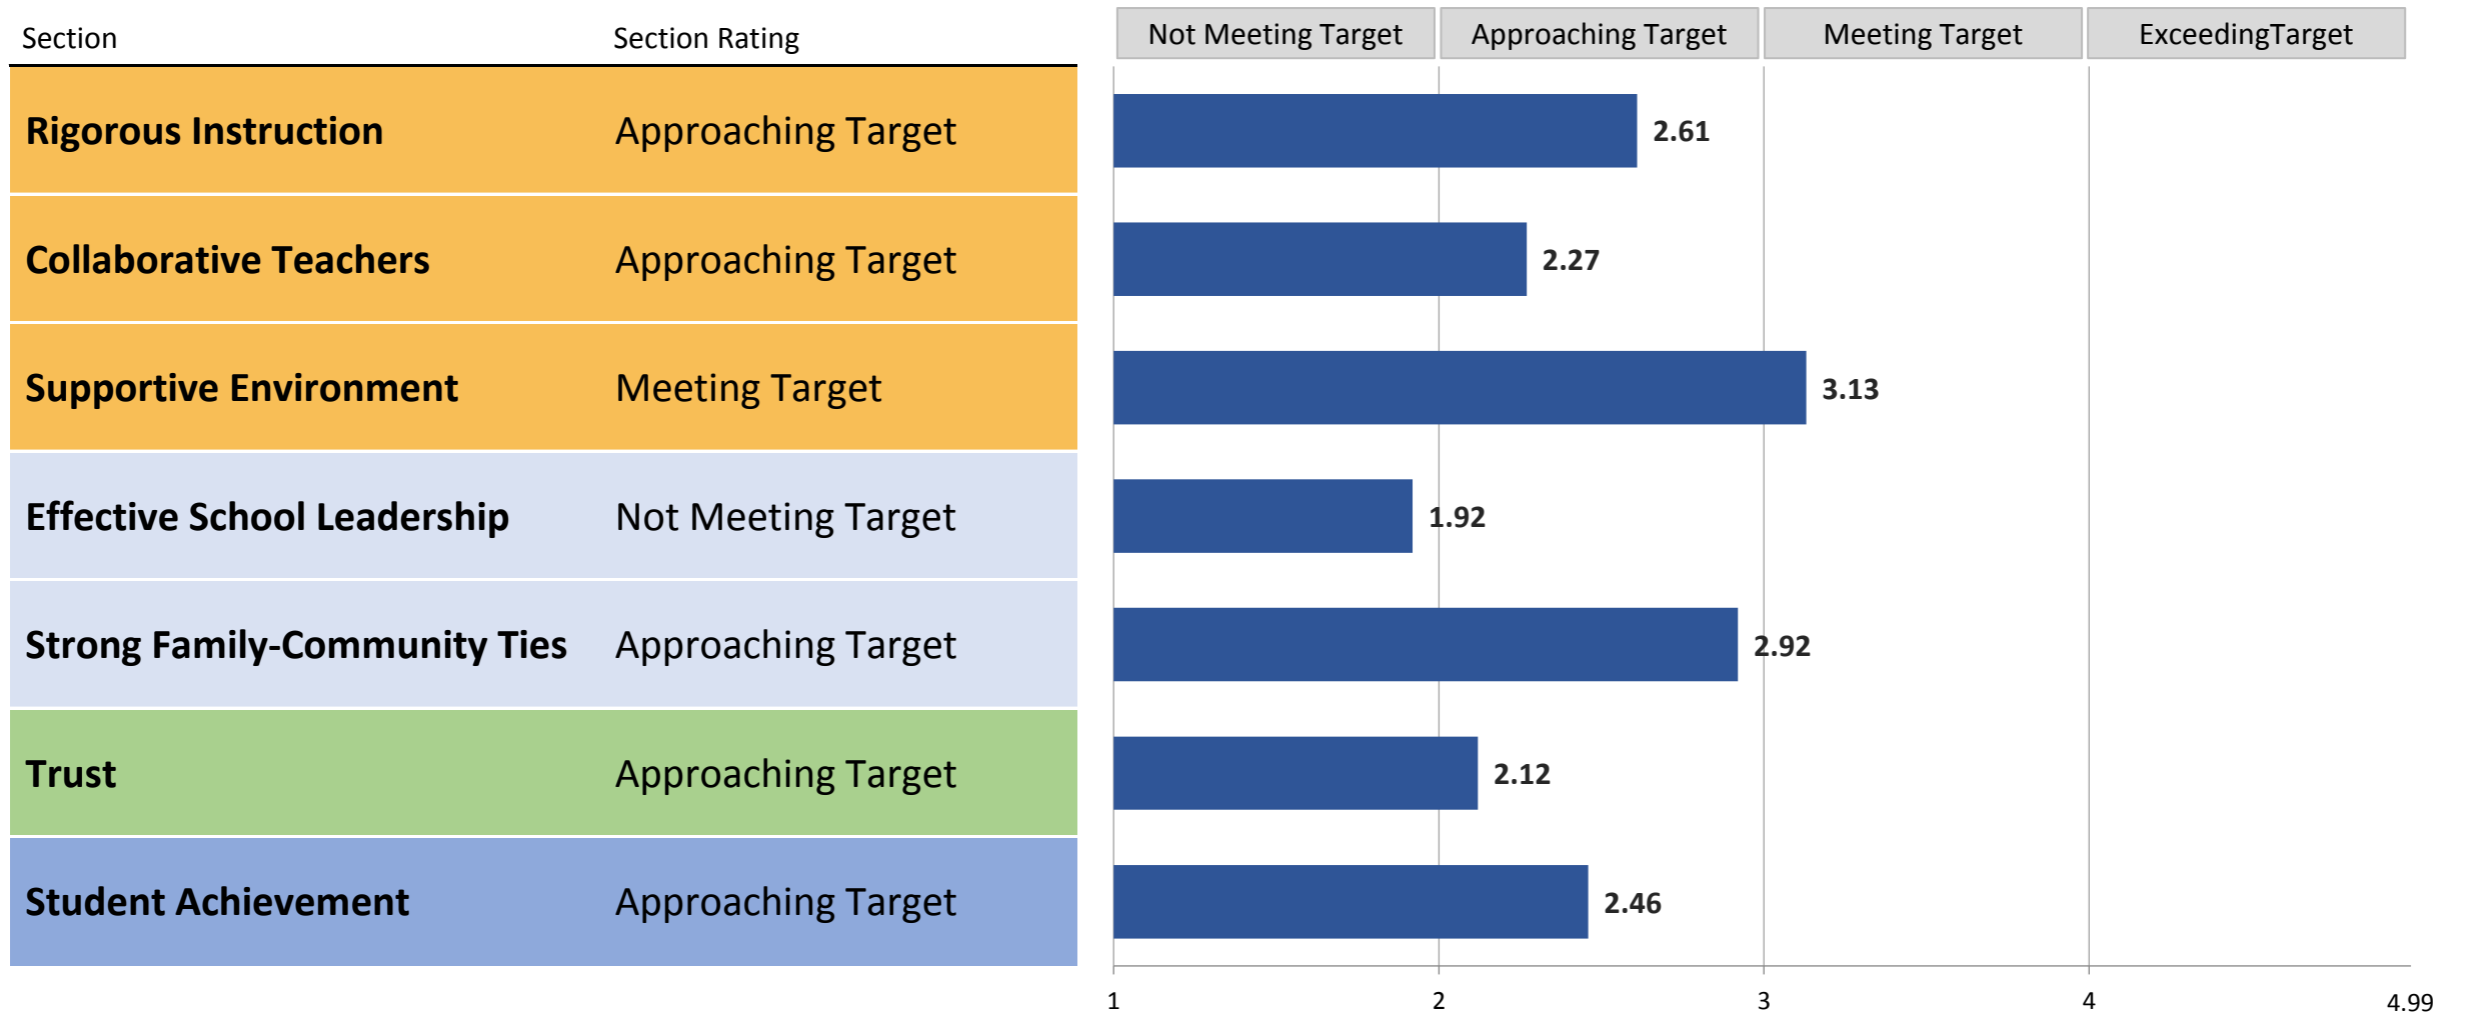 Section Section Rating Not Meeting Target Approaching Target Meeting Target ExceedingTarget
Rigorous Instruction Approaching Target 2.61
Collaborative Teachers Approaching Target 2.27
Supportive Environment Meeting Target 3.13
Effective School Leadership Not Meeting Target 1.92
Strong Family-Community Ties Approaching Target 2.92
Trust Approaching Target 2.12
Student Achievement Approaching Target 2.46
1 2 3 4 4.99